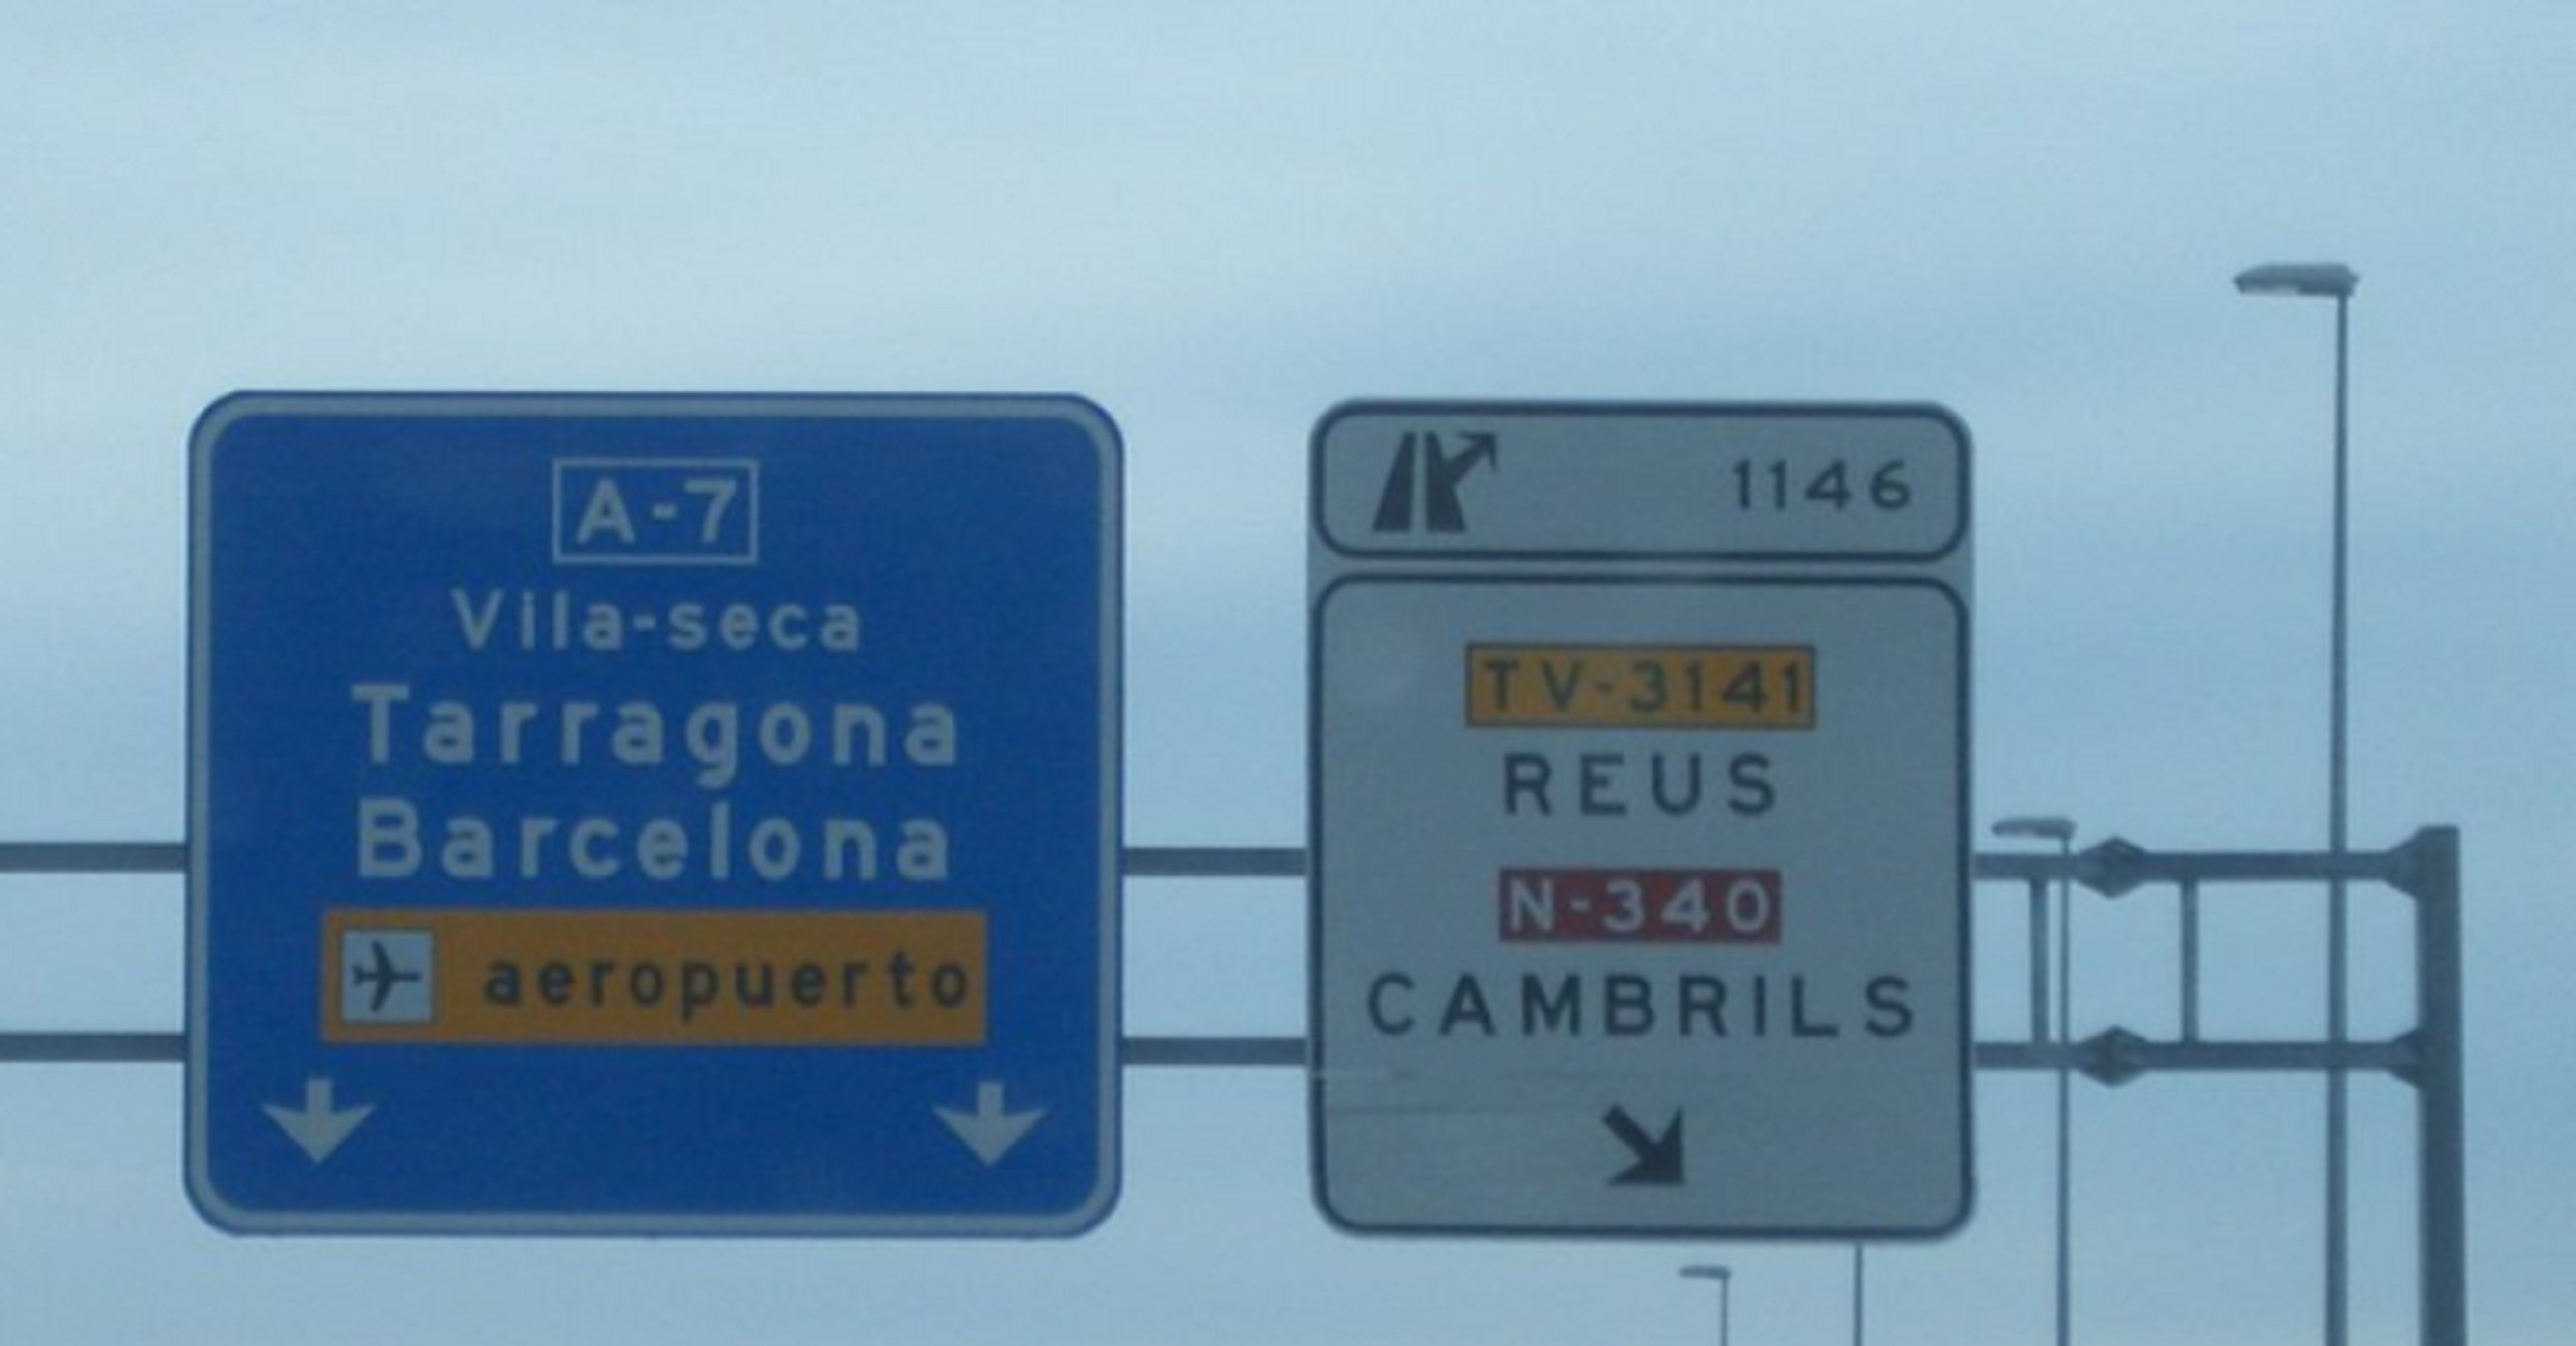 A-7
Vila-seca
Tarragona
Barcelona
aeropuerto
1146
TV-3141
REUS
N-340
CAMBRILS